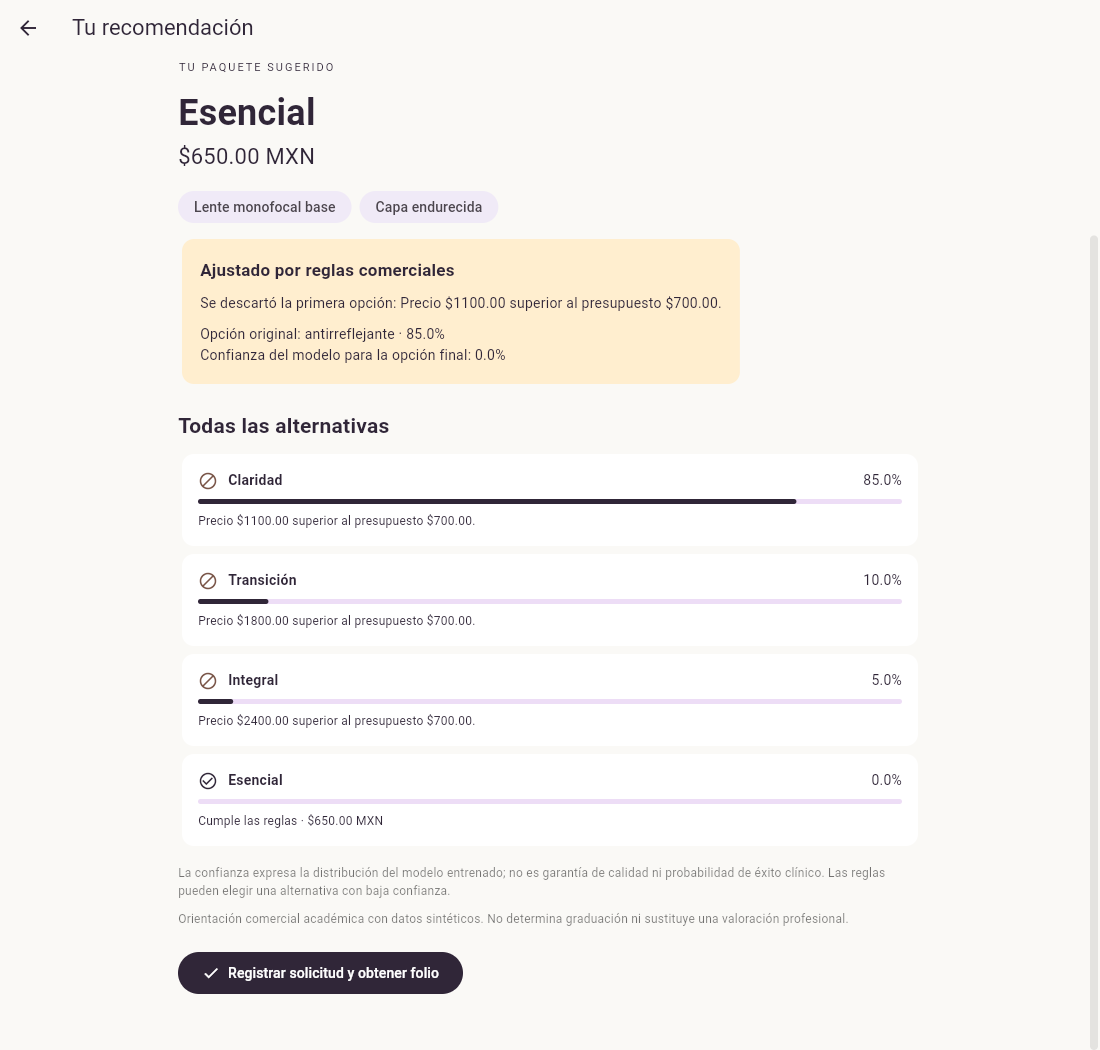 Tu recomendación
TU PAQUETE SUGERIDO
Esencial
$650.00 MXN
Lente monofocal base
Capa endurecida
Ajustado por reglas comerciales
Se descartó la primera opción: Precio $1100.00 superior al presupuesto $700.00.
Opción original: antirreflejante · 85.0%
Confianza del modelo para la opción final: 0.0%
Todas las alternativas
Claridad 85.0%
Precio $1100.00 superior al presupuesto $700.00.
Transición 10.0%
Precio $1800.00 superior al presupuesto $700.00.
Integral 5.0%
Precio $2400.00 superior al presupuesto $700.00.
Esencial 0.0%
Cumple las reglas · $650.00 MXN
La confianza expresa la distribución del modelo entrenado; no es garantía de calidad ni probabilidad de éxito clínico. Las reglas
pueden elegir una alternativa con baja confianza.
Orientación comercial académica con datos sintéticos. No determina graduación ni sustituye una valoración profesional.
Registrar solicitud y obtener folio